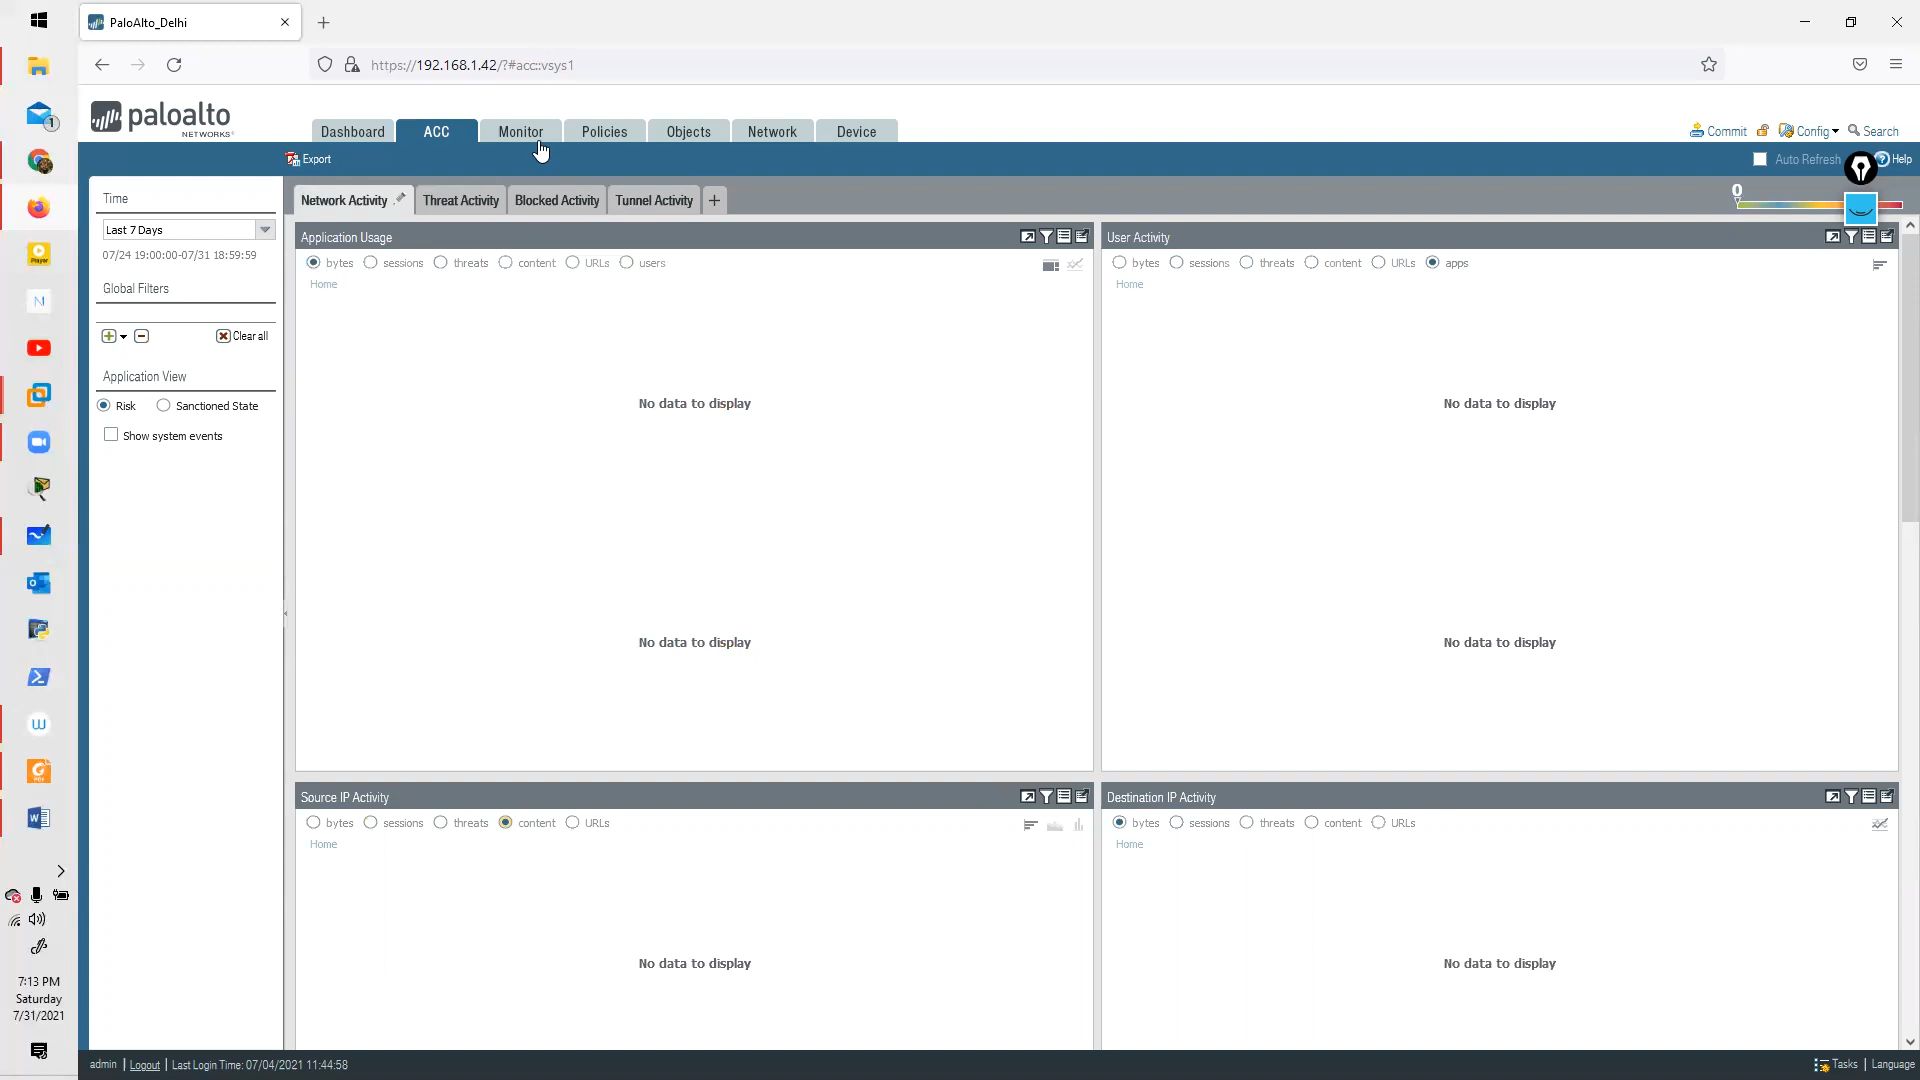 PaloAlto_Delhi
https://192.168.1.42/?#acc::vsys1
paloalto
NETWORKS
Dashboard ACC Monitor Policies Objects Network Device
Commit Config Search
Export
Auto Refresh Help
Time
Last 7 Days
07/24 19:00:00-07/31 18:59:59
Global Filters
Clear all
Application View
Risk Sanctioned State
Show system events
Network Activity Threat Activity Blocked Activity Tunnel Activity +
0
Application Usage
bytes sessions threats content URLs users
Home
No data to display
No data to display
User Activity
bytes sessions threats content URLs apps
Home
No data to display
No data to display
Source IP Activity
bytes sessions threats content URLs
Home
No data to display
Destination IP Activity
bytes sessions threats content URLs
Home
No data to display
1
N
W
7:13 PM
Saturday
7/31/2021
admin | Logout | Last Login Time: 07/04/2021 11:44:58
Tasks | Language